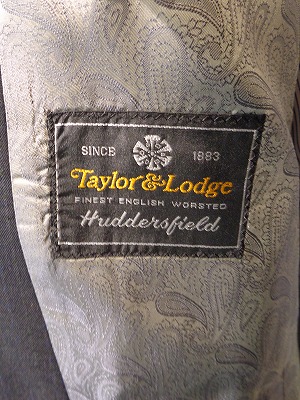 SINCE 1883
Taylor & Lodge
FINEST ENGLISH WORSTED
Huddersfield